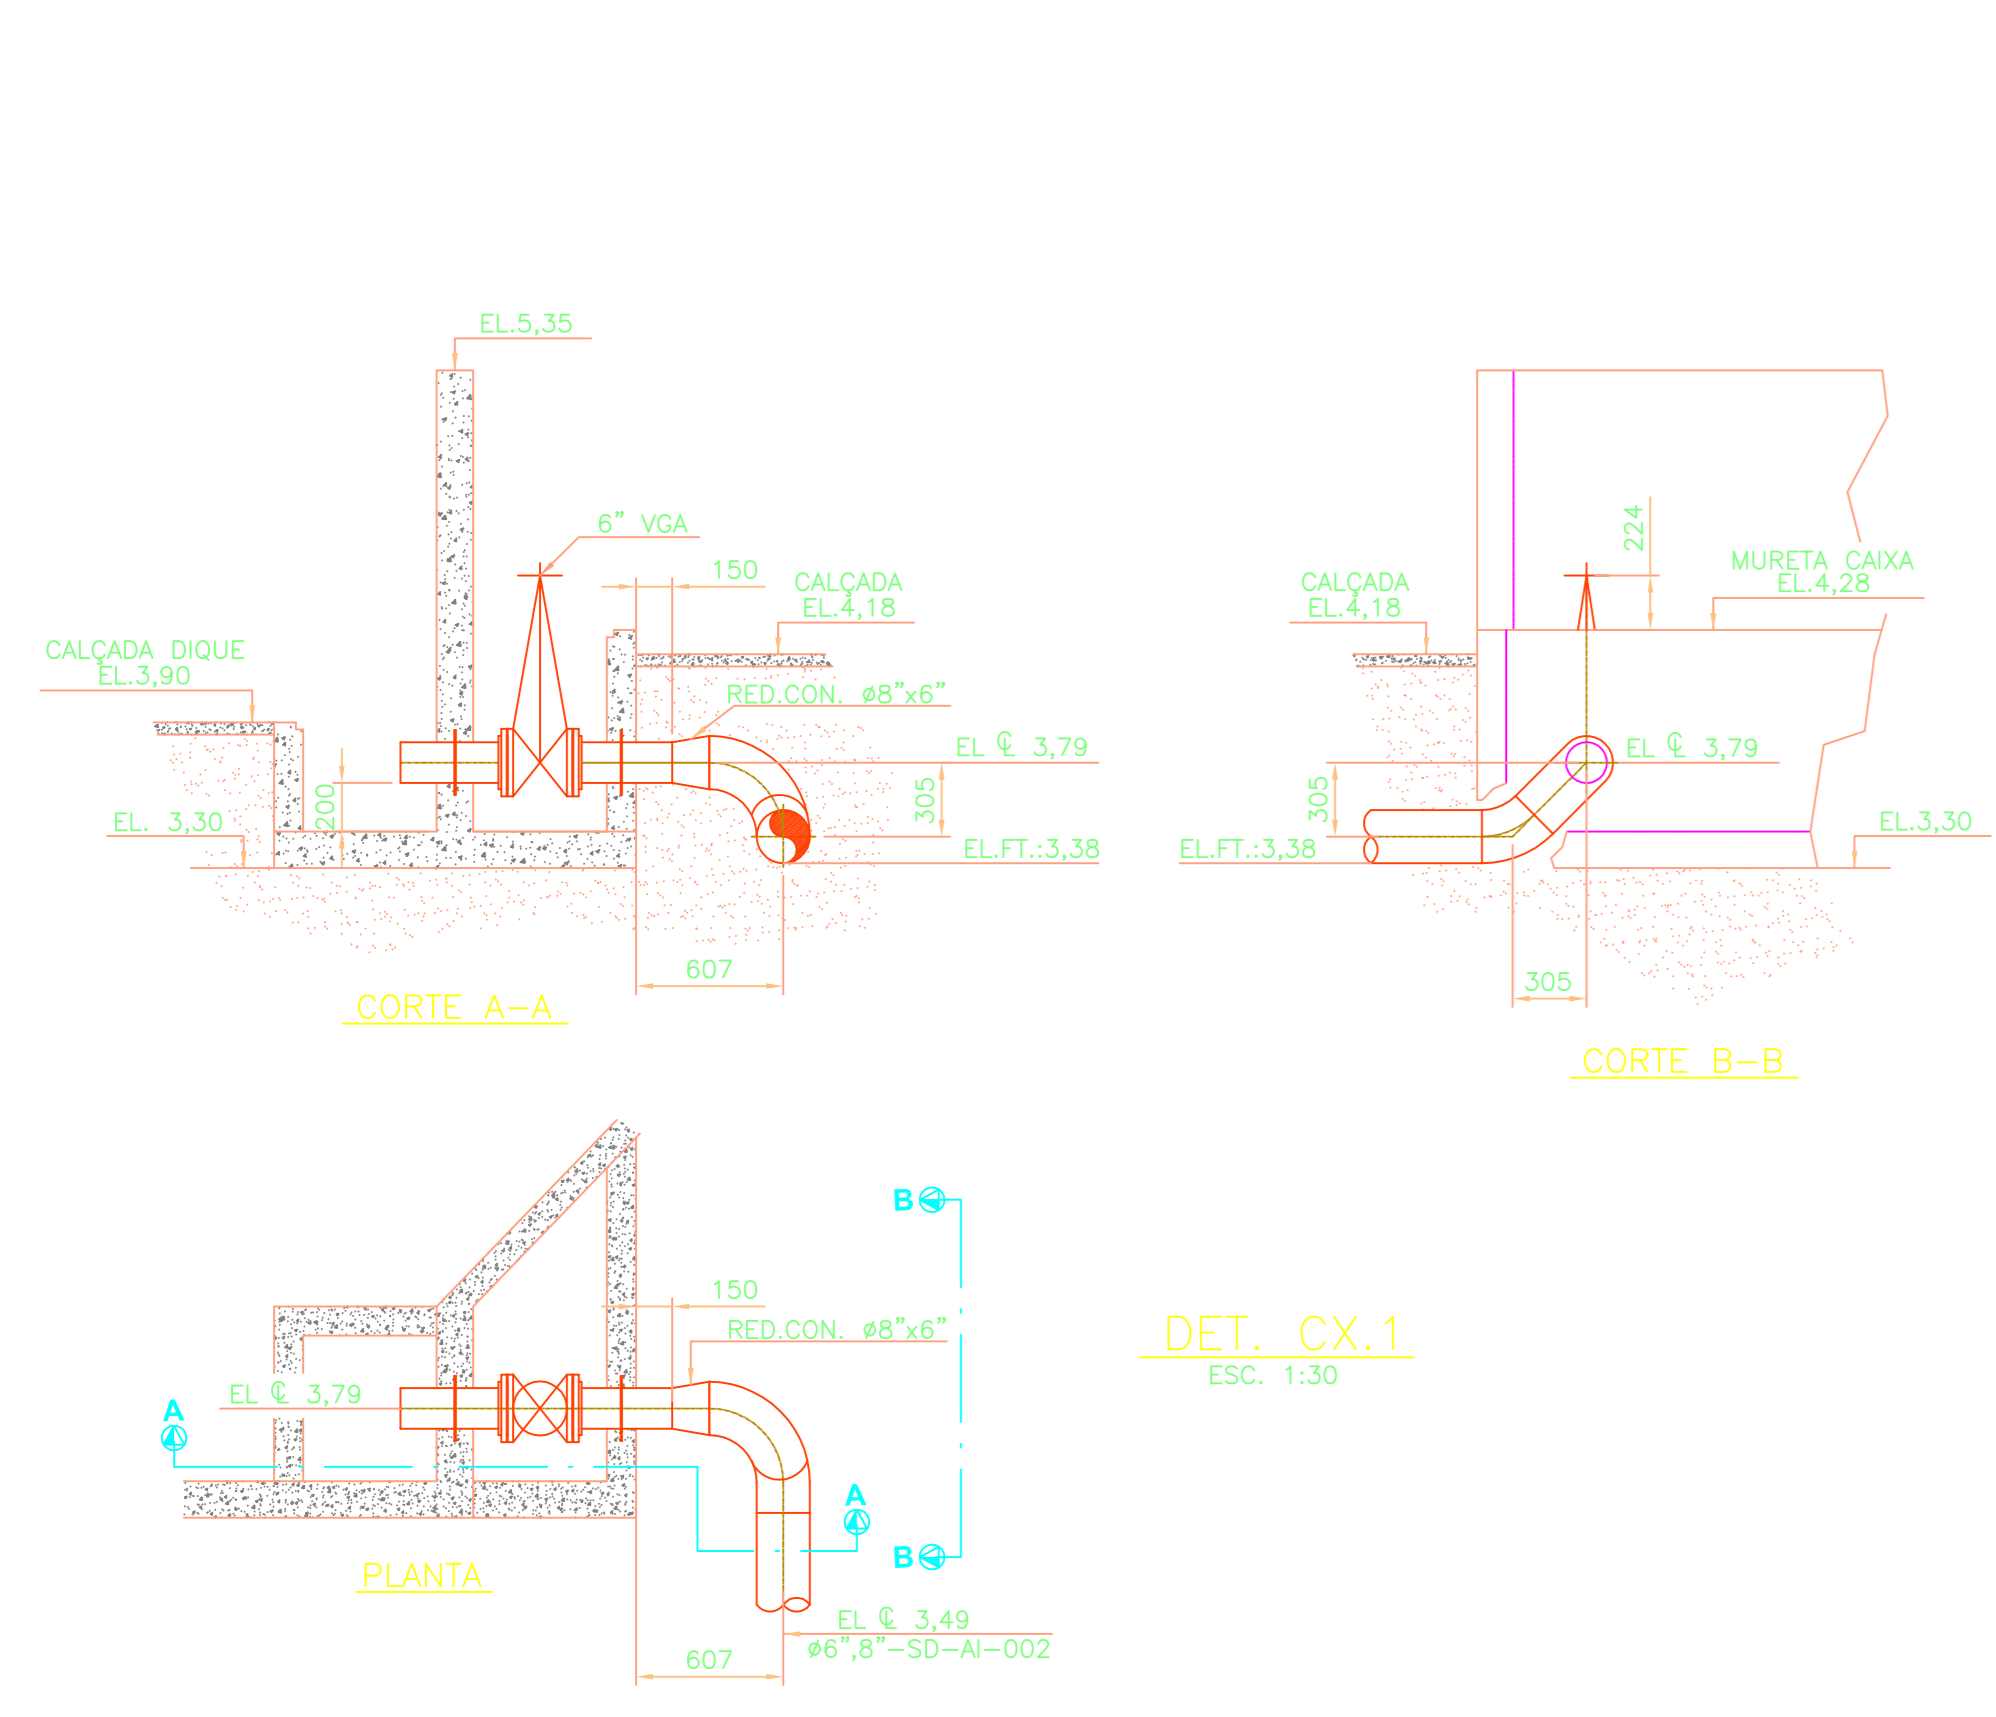 EL.5,35
6” VGA
150
CALÇADA
EL.4,18
CALÇADA DIQUE
EL.3,90
RED.CON. ø8”x6”
EL ℄ 3,79
305
200
EL. 3,30
EL.FT.:3,38
607
CORTE A-A
224
MURETA CAIXA
EL.4,28
CALÇADA
EL.4,18
EL ℄ 3,79
305
EL.FT.:3,38
EL.3,30
305
CORTE B-B
B
150
RED.CON. ø8”x6”
EL ℄ 3,79
A
A
B
PLANTA
EL ℄ 3,49
ø6”,8”-SD-AI-002
607
DET. CX.1
ESC. 1:30